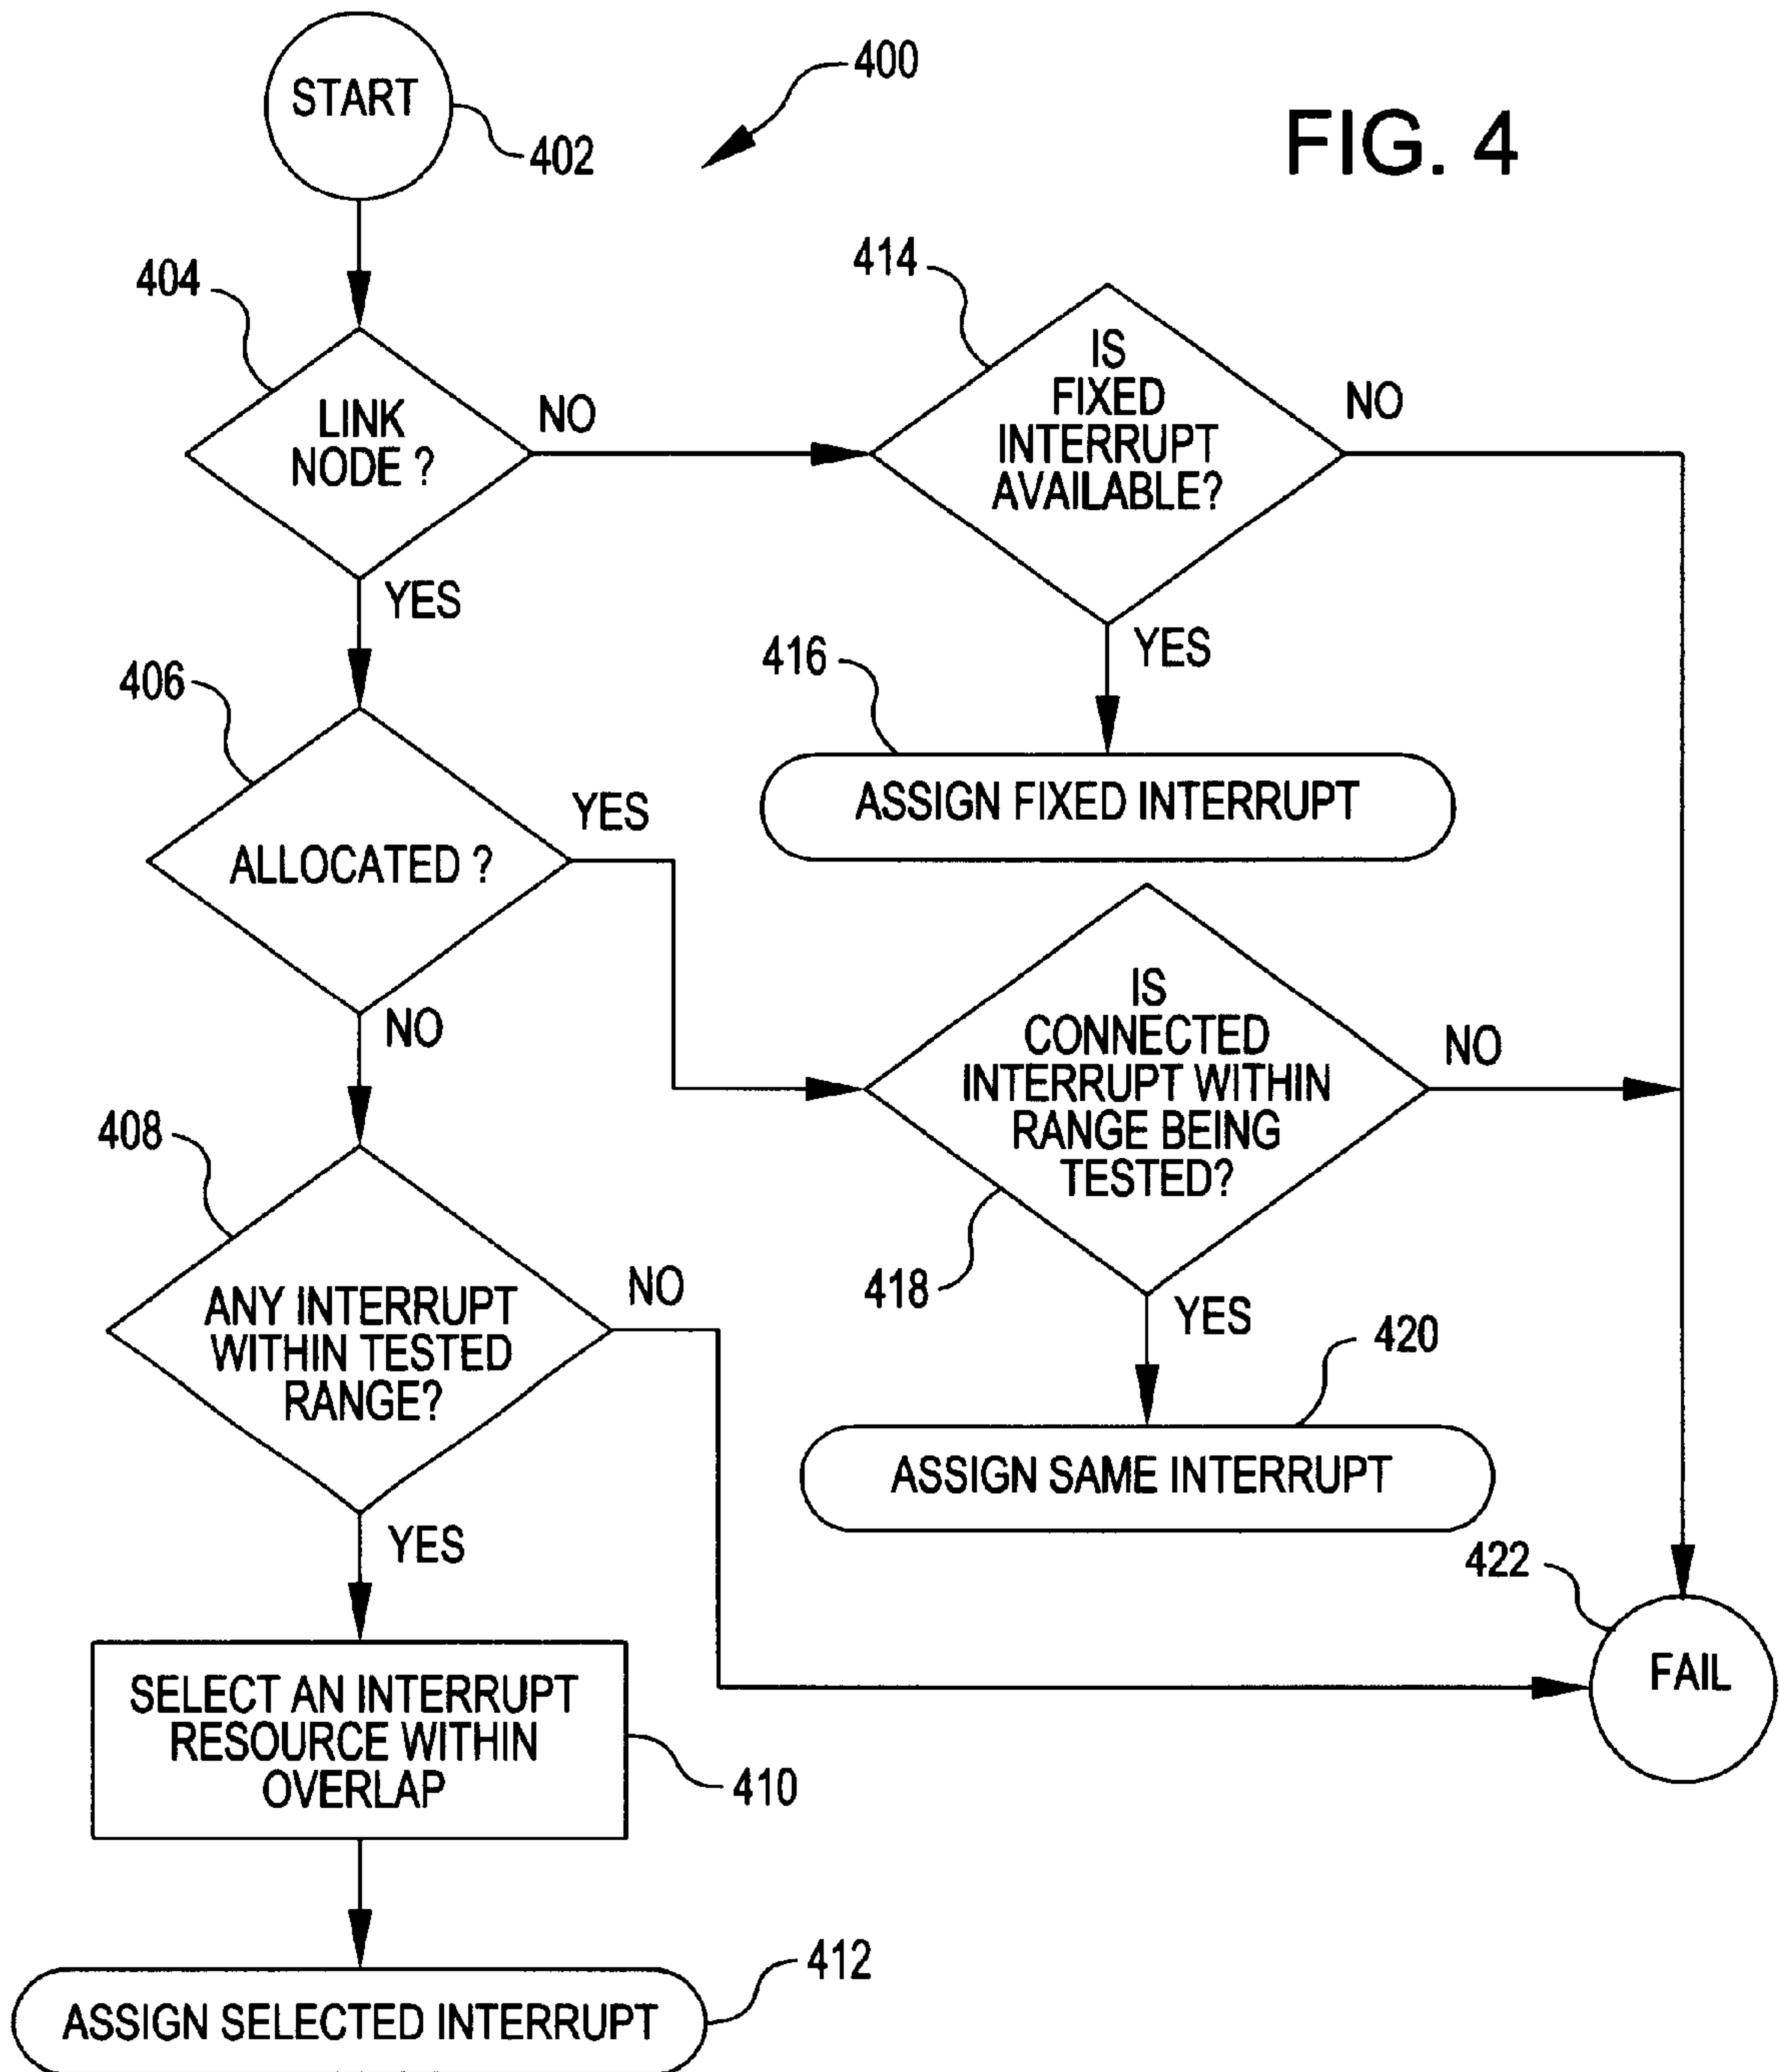 START
402
400
FIG. 4
404
LINK
NODE ?
NO
YES
414
IS
FIXED
INTERRUPT
AVAILABLE?
NO
YES
416
ASSIGN FIXED INTERRUPT
406
ALLOCATED ?
YES
NO
IS
CONNECTED
INTERRUPT WITHIN
RANGE BEING
TESTED?
NO
418
YES
420
ASSIGN SAME INTERRUPT
408
ANY INTERRUPT
WITHIN TESTED
RANGE?
NO
YES
422
FAIL
SELECT AN INTERRUPT
RESOURCE WITHIN
OVERLAP
410
412
ASSIGN SELECTED INTERRUPT